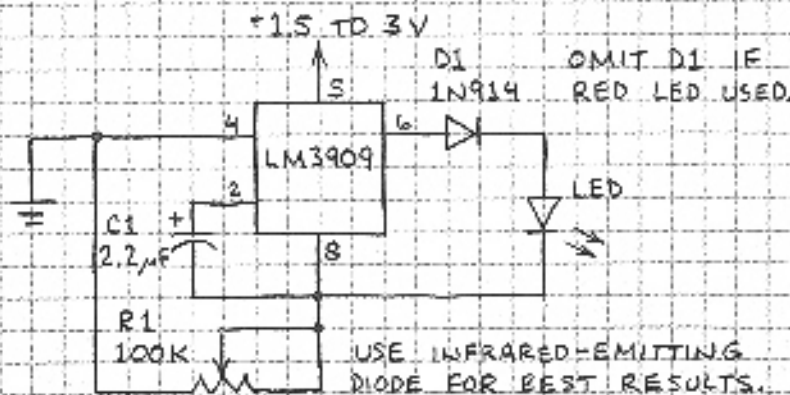 +1.5 TO 3V
D1
1N914
OMIT D1 IF
RED LED USED.
5
4
6
LM3909
2
8
C1
+
2.2µF
LED
R1
100K
USE INFRARED-EMITTING
DIODE FOR BEST RESULTS.